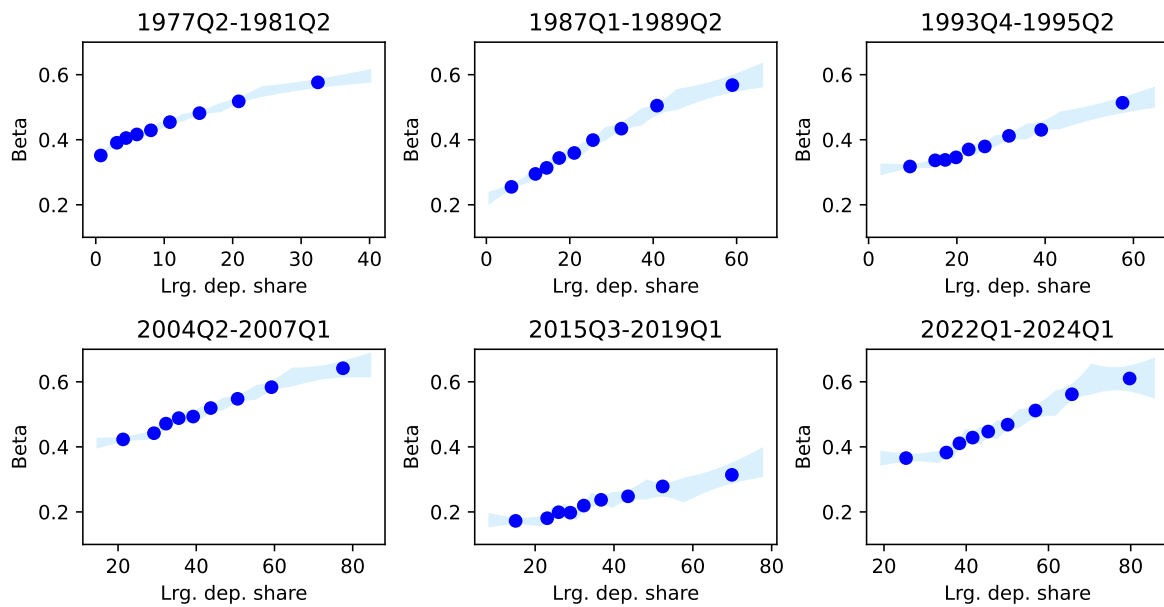 1977Q2-1981Q2
1987Q1-1989Q2
1993Q4-1995Q2
Beta
0.6
0.4
0.2
0 10 20 30 40
Lrg. dep. share
Beta
0.6
0.4
0.2
0 20 40 60
Lrg. dep. share
Beta
0.6
0.4
0.2
0 20 40 60
Lrg. dep. share
2004Q2-2007Q1
2015Q3-2019Q1
2022Q1-2024Q1
Beta
0.6
0.4
0.2
20 40 60 80
Lrg. dep. share
Beta
0.6
0.4
0.2
20 40 60 80
Lrg. dep. share
Beta
0.6
0.4
0.2
20 40 60 80
Lrg. dep. share